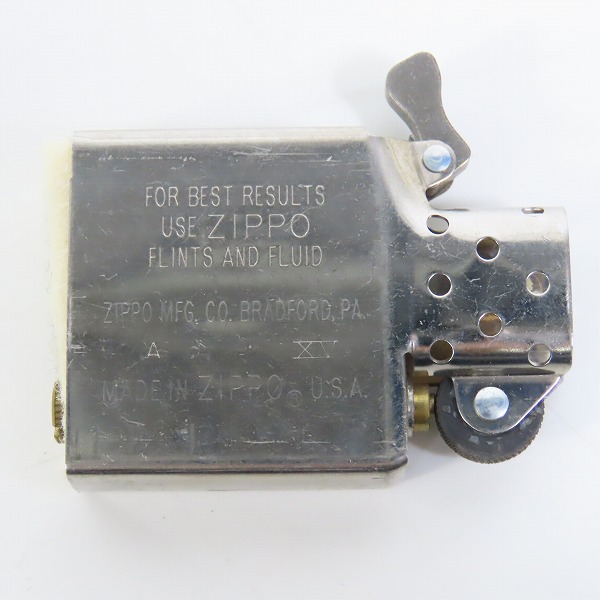 FOR BEST RESULTS
USE ZIPPO
FLINTS AND FLUID
ZIPPO MFG. CO. BRADFORD, PA.
A XV
MADE IN ZIPPO® U.S.A.